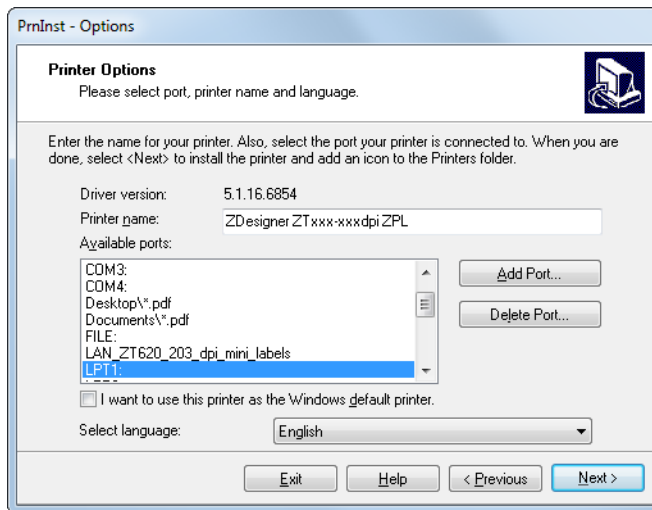 PrnInst - Options
Printer Options
Please select port, printer name and language.
Enter the name for your printer. Also, select the port your printer is connected to. When you are
done, select <Next> to install the printer and add an icon to the Printers folder.
Driver version: 5.1.16.6854
Printer name: ZDesigner ZTxxx-xxxdpi ZPL
Available ports:
COM3:
COM4:
Desktop\*.pdf
Documents\*.pdf
FILE:
LAN_ZT620_203_dpi_mini_labels
LPT1:
Add Port...
Delete Port...
I want to use this printer as the Windows default printer.
Select language: English
Exit Help < Previous Next >